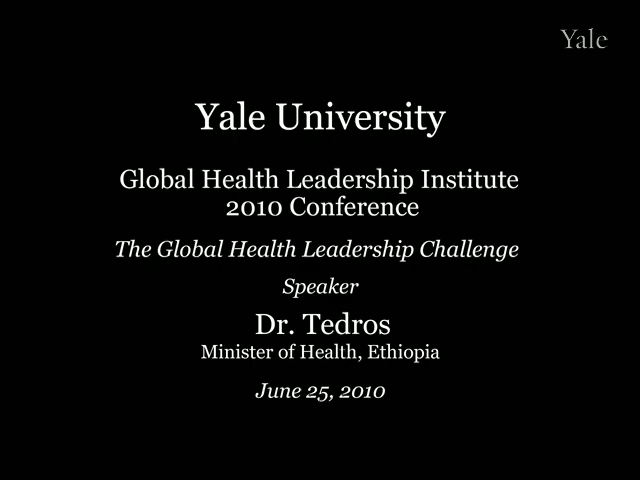 Yale
Yale University
Global Health Leadership Institute
2010 Conference
The Global Health Leadership Challenge
Speaker
Dr. Tedros
Minister of Health, Ethiopia
June 25, 2010